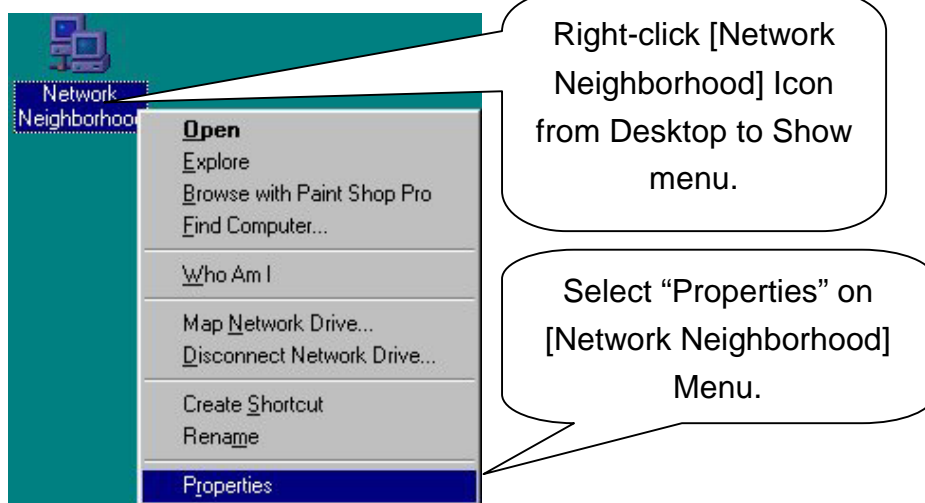 Network
Neighborhoo
Open
Explore
Browse with Paint Shop Pro
Find Computer...
Who Am I
Map Network Drive...
Disconnect Network Drive...
Create Shortcut
Rename
Properties
Right-click [Network
Neighborhood] Icon
from Desktop to Show
menu.
Select “Properties” on
[Network Neighborhood]
Menu.